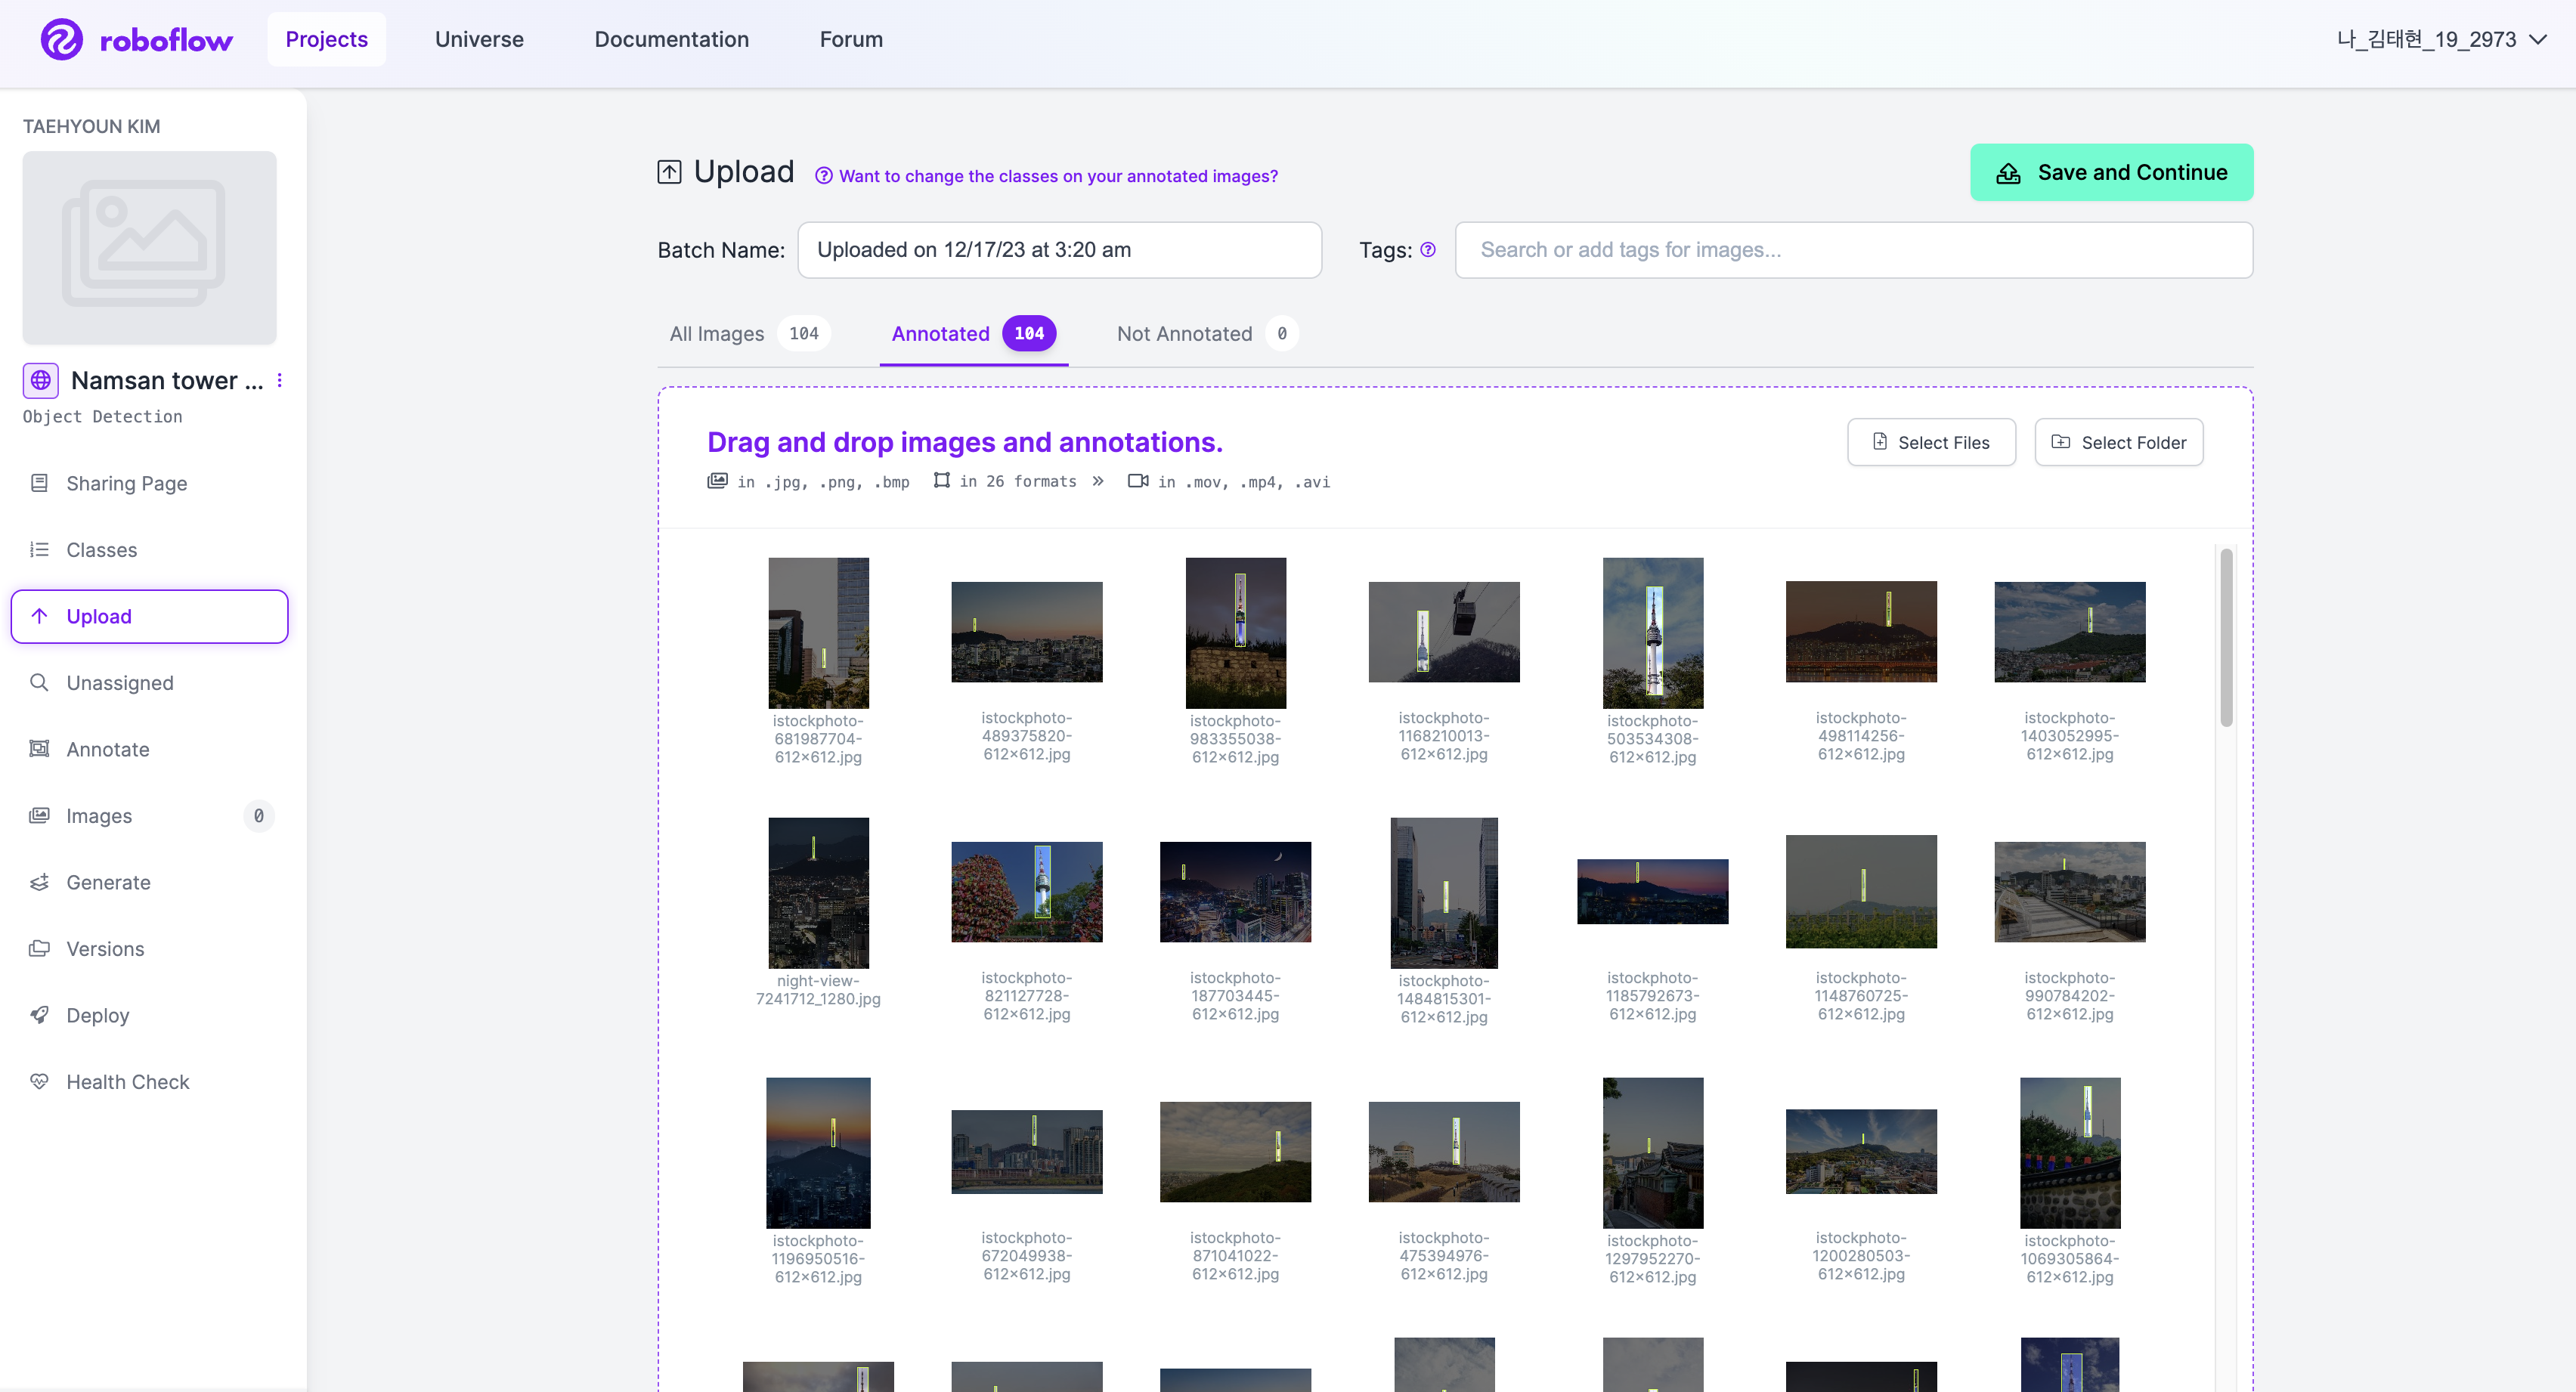 roboflow
Projects
Universe
Documentation
Forum
나_김태현_19_2973
TAEHYOUN KIM
Namsan tower ...
Object Detection
Sharing Page
Classes
Upload
Unassigned
Annotate
Images
0
Generate
Versions
Deploy
Health Check
Upload
Want to change the classes on your annotated images?
Save and Continue
Batch Name:
Uploaded on 12/17/23 at 3:20 am
Tags:
Search or add tags for images...
All Images 104
Annotated 104
Not Annotated 0
Drag and drop images and annotations.
in .jpg, .png, .bmp
in 26 formats »
in .mov, .mp4, .avi
Select Files
Select Folder
istockphoto-
681987704-
612×612.jpg
istockphoto-
489375820-
612×612.jpg
istockphoto-
983355038-
612×612.jpg
istockphoto-
1168210013-
612×612.jpg
istockphoto-
503534308-
612×612.jpg
istockphoto-
498114256-
612×612.jpg
istockphoto-
1403052995-
612×612.jpg
night-view-
7241712_1280.jpg
istockphoto-
821127728-
612×612.jpg
istockphoto-
187703445-
612×612.jpg
istockphoto-
1484815301-
612×612.jpg
istockphoto-
1185792673-
612×612.jpg
istockphoto-
1148760725-
612×612.jpg
istockphoto-
990784202-
612×612.jpg
istockphoto-
1196950516-
612×612.jpg
istockphoto-
672049938-
612×612.jpg
istockphoto-
871041022-
612×612.jpg
istockphoto-
475394976-
612×612.jpg
istockphoto-
1297952270-
612×612.jpg
istockphoto-
1200280503-
612×612.jpg
istockphoto-
1069305864-
612×612.jpg